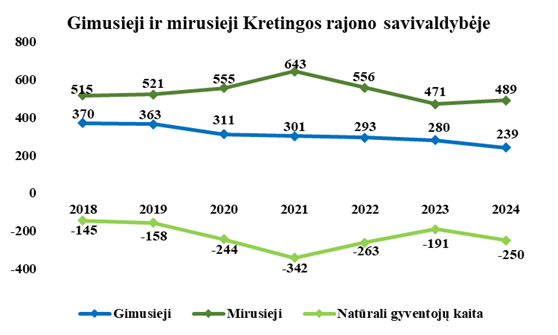 Gimusieji ir mirusieji Kretingos rajono savivaldybėje
800
643
600
515 521 555 556 471 489
400
370 363 311 301 293 280 239
200
0
2018 2019 2020 2021 2022 2023 2024
-200
-145 -158 -244 -342 -263 -191 -250
-400
Gimusieji Mirusieji Natūrali gyventojų kaita